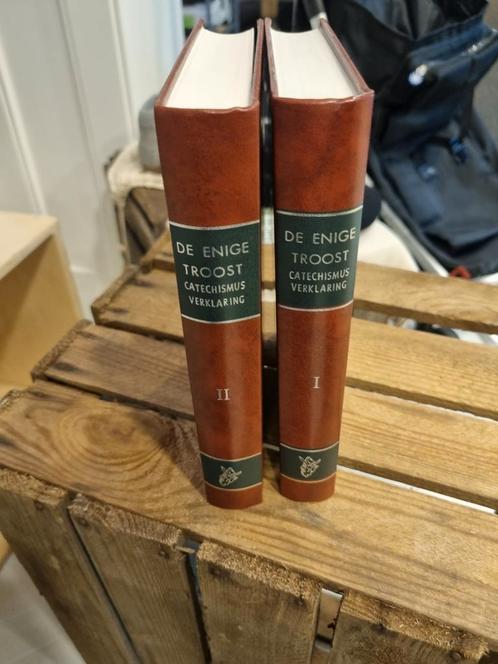 DE ENIGE
TROOST
CATECHISMUS
VERKLARING
II
DE ENIGE
TROOST
CATECHISMUS
VERKLARING
I